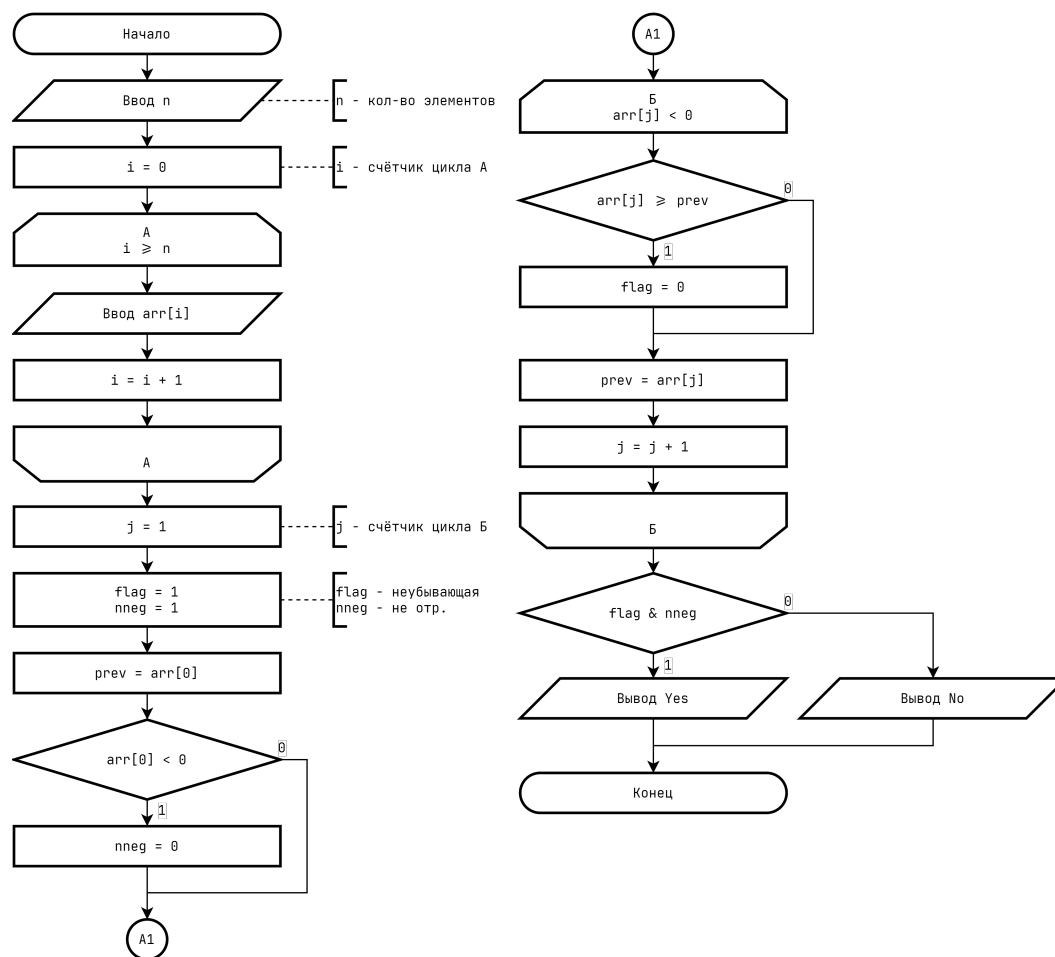 Начало
Ввод n
n - кол-во элементов
i = 0
i - счётчик цикла А
А
i ⩾ n
Ввод arr[i]
i = i + 1
А
j = 1
j - счётчик цикла Б
flag = 1
nneg = 1
flag - неубывающая
nneg - не отр.
prev = arr[0]
arr[0] < 0
0
1
nneg = 0
А1
А1
Б
arr[j] < 0
arr[j] ⩾ prev
0
1
flag = 0
prev = arr[j]
j = j + 1
Б
flag & nneg
0
1
Вывод Yes
Вывод No
Конец